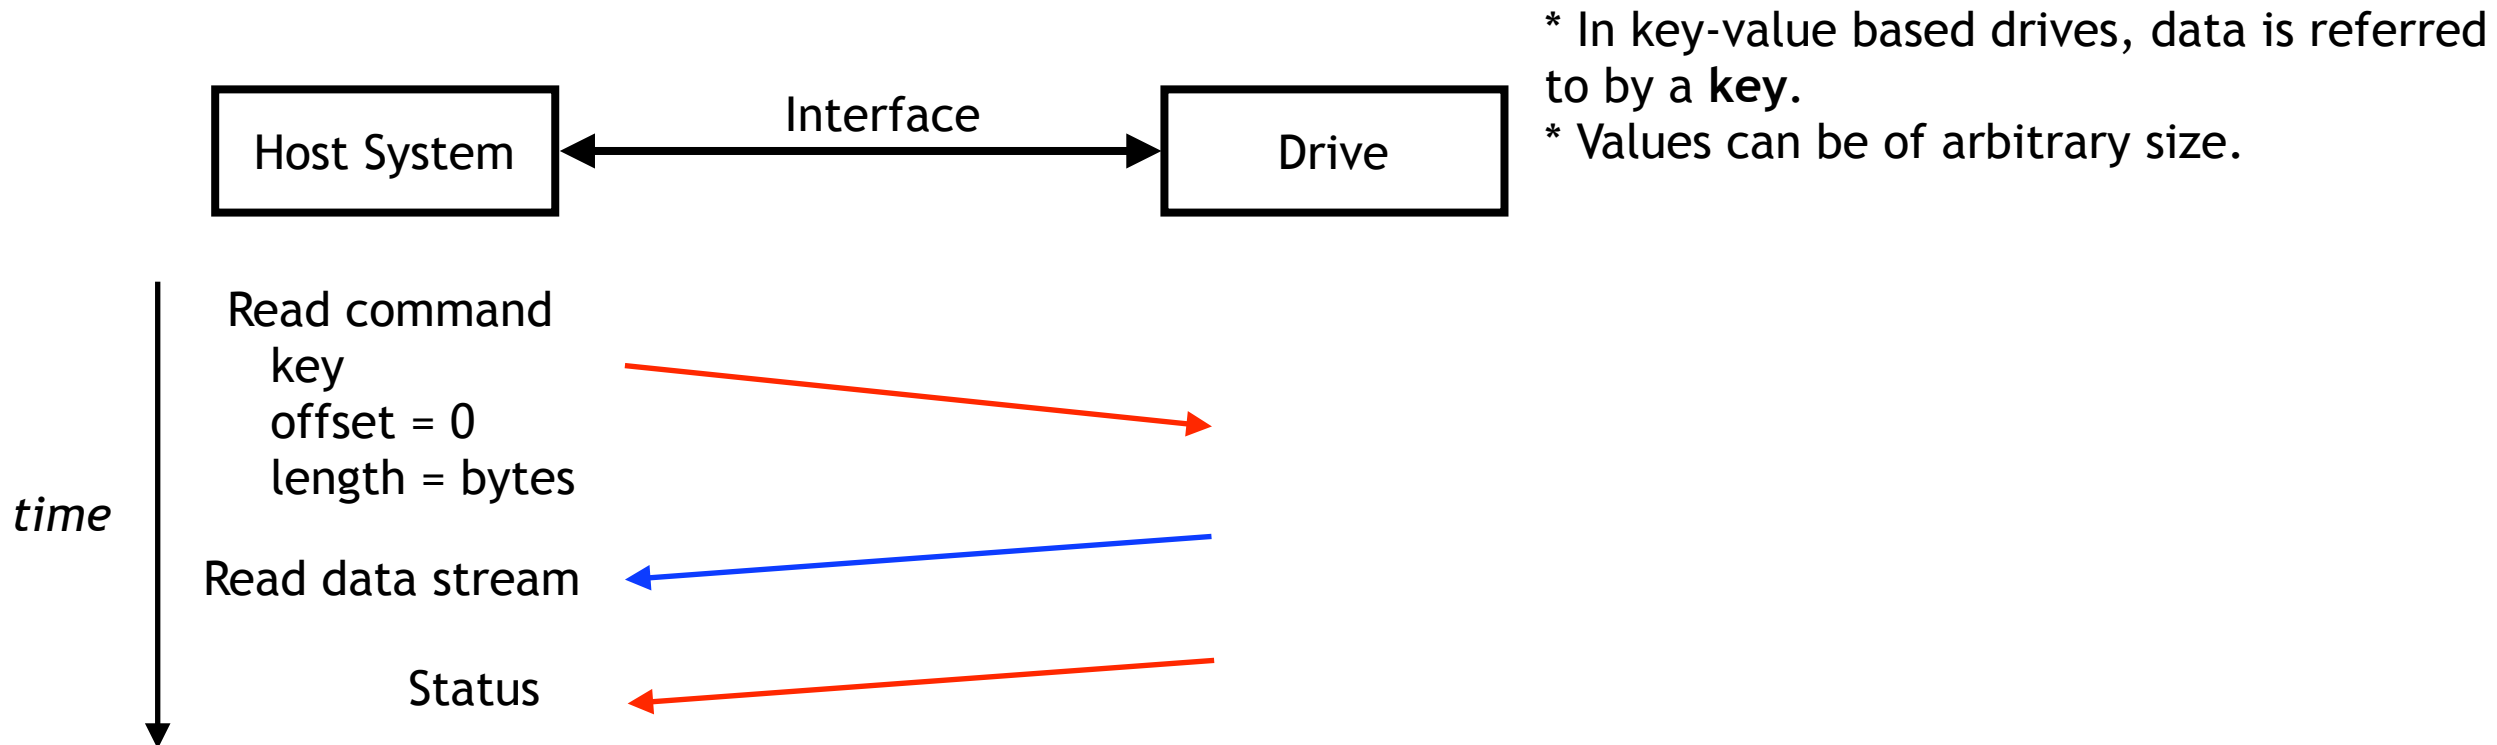 * In key-value based drives, data is referred
to by a key.
* Values can be of arbitrary size.
Host System
Interface
Drive
Read command
key
offset = 0
length = bytes
time
Read data stream
Status